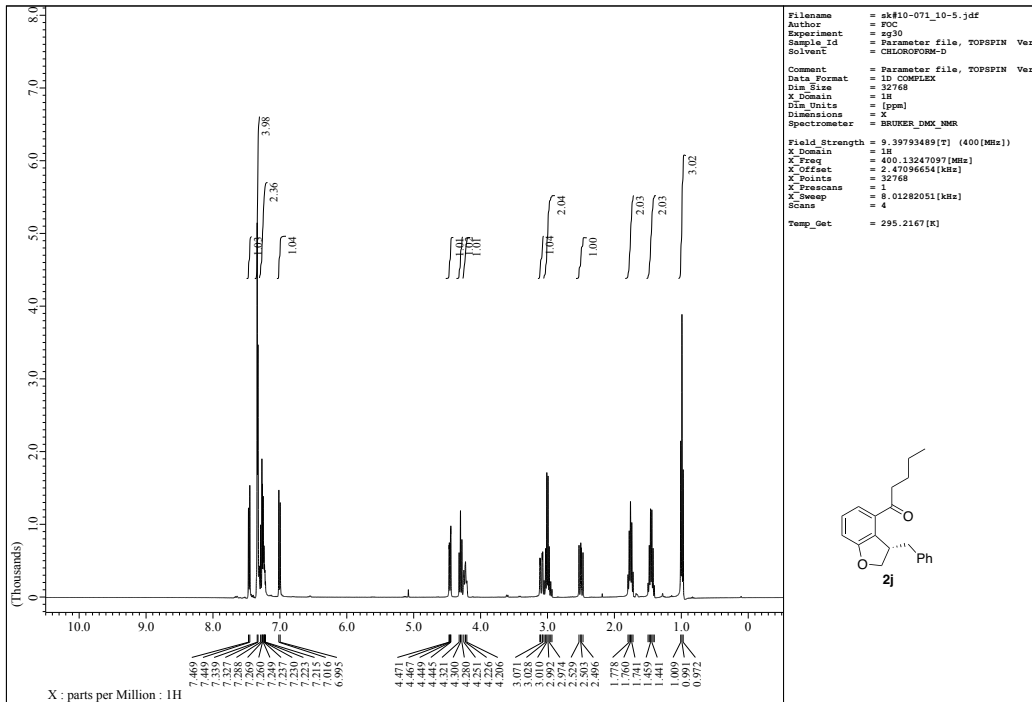 Filename = sk#10-071_10-5.jdf
Author = FOC
Experiment = zg30
Sample_Id = Parameter file, TOPSPIN Ver
Solvent = CHLOROFORM-D
Comment = Parameter file, TOPSPIN Ver
Data_Format = 1D COMPLEX
Dim_Size = 32768
X_Domain = 1H
Dim_Units = [ppm]
Dimensions = X
Spectrometer = BRUKER_DMX_NMR
Field_Strength = 9.39793489[T] (400[MHz])
X_Domain = 1H
X_Freq = 400.13247097[MHz]
X_Offset = 2.47096654[kHz]
X_Points = 32768
X_Prescans = 1
X_Sweep = 8.01282051[kHz]
Scans = 4
Temp_Get = 295.2167[K]
(Thousands)
8.0
7.0
6.0
5.0
4.0
3.0
2.0
1.0
0
1.03
3.98
2.36
1.04
1.01
1.02
1.01
1.04
2.04
1.00
2.03
2.03
3.02
O
O
Ph
2j
10.0 9.0 8.0 7.0 6.0 5.0 4.0 3.0 2.0 1.0 0
7.469
7.449
7.339
7.327
7.288
7.269
7.260
7.249
7.237
7.230
7.223
7.215
7.016
6.995
4.471
4.467
4.449
4.445
4.321
4.300
4.280
4.251
4.226
4.206
3.071
3.028
3.010
2.992
2.974
2.529
2.503
2.496
1.778
1.760
1.741
1.459
1.441
1.009
0.991
0.972
X : parts per Million : 1H